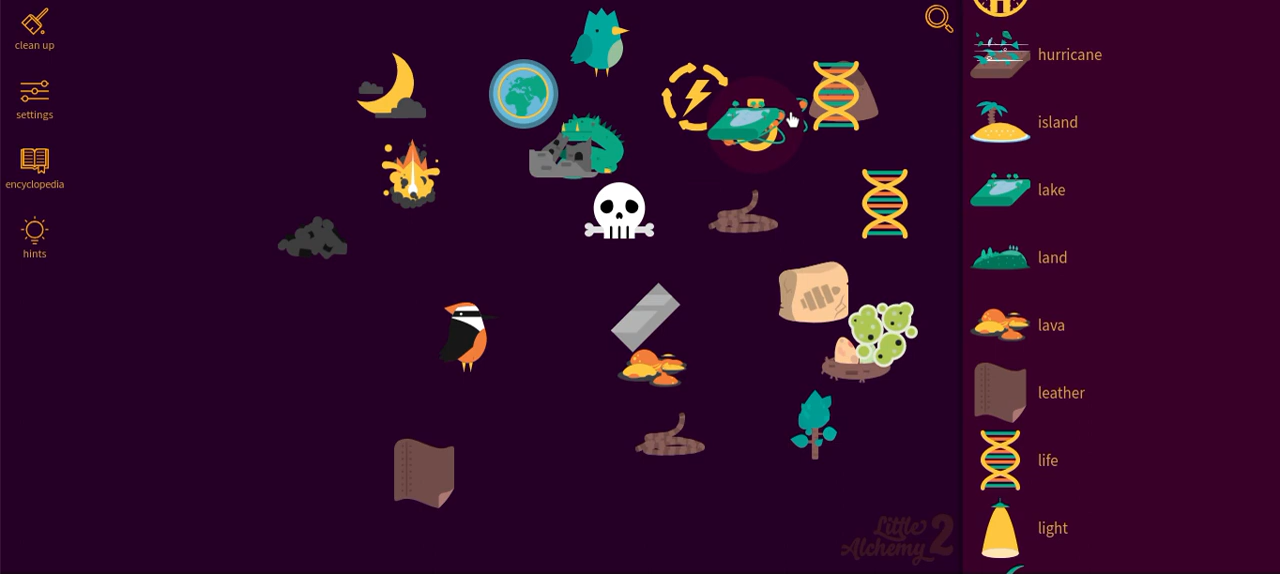 clean up
settings
encyclopedia
hints
hurricane
island
lake
land
lava
leather
life
light
Little
Alchemy 2